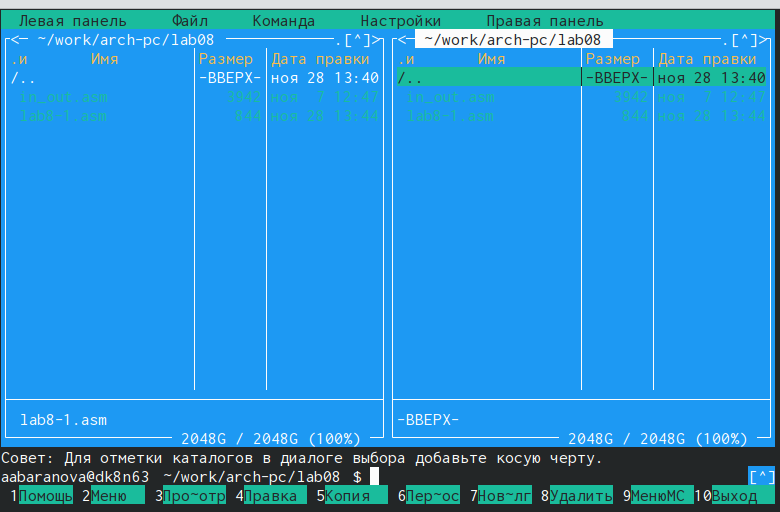 Левая панель Файл Команда Настройки Правая панель
<─ ~/work/arch-pc/lab08 .[^]> <─ ~/work/arch-pc/lab08 .[^]>
.и Имя Размер Дата правки .и Имя Размер Дата правки
/.. -ВВЕРХ- ноя 28 13:40 /.. -ВВЕРХ- ноя 28 13:40
in_out.asm 3942 ноя 7 12:47 in_out.asm 3942 ноя 7 12:47
lab8-1.asm 844 ноя 28 13:44 lab8-1.asm 844 ноя 28 13:44
lab8-1.asm -ВВЕРХ-
2048G / 2048G (100%) 2048G / 2048G (100%)
Совет: Для отметки каталогов в диалоге выбора добавьте косую черту.
aabaranova@dk8n63 ~/work/arch-pc/lab08 $ [^]
1Помощь 2Меню 3Про~отр 4Правка 5Копия 6Пер~ос 7Нов~лг 8Удалить 9МенюMC 10Выход